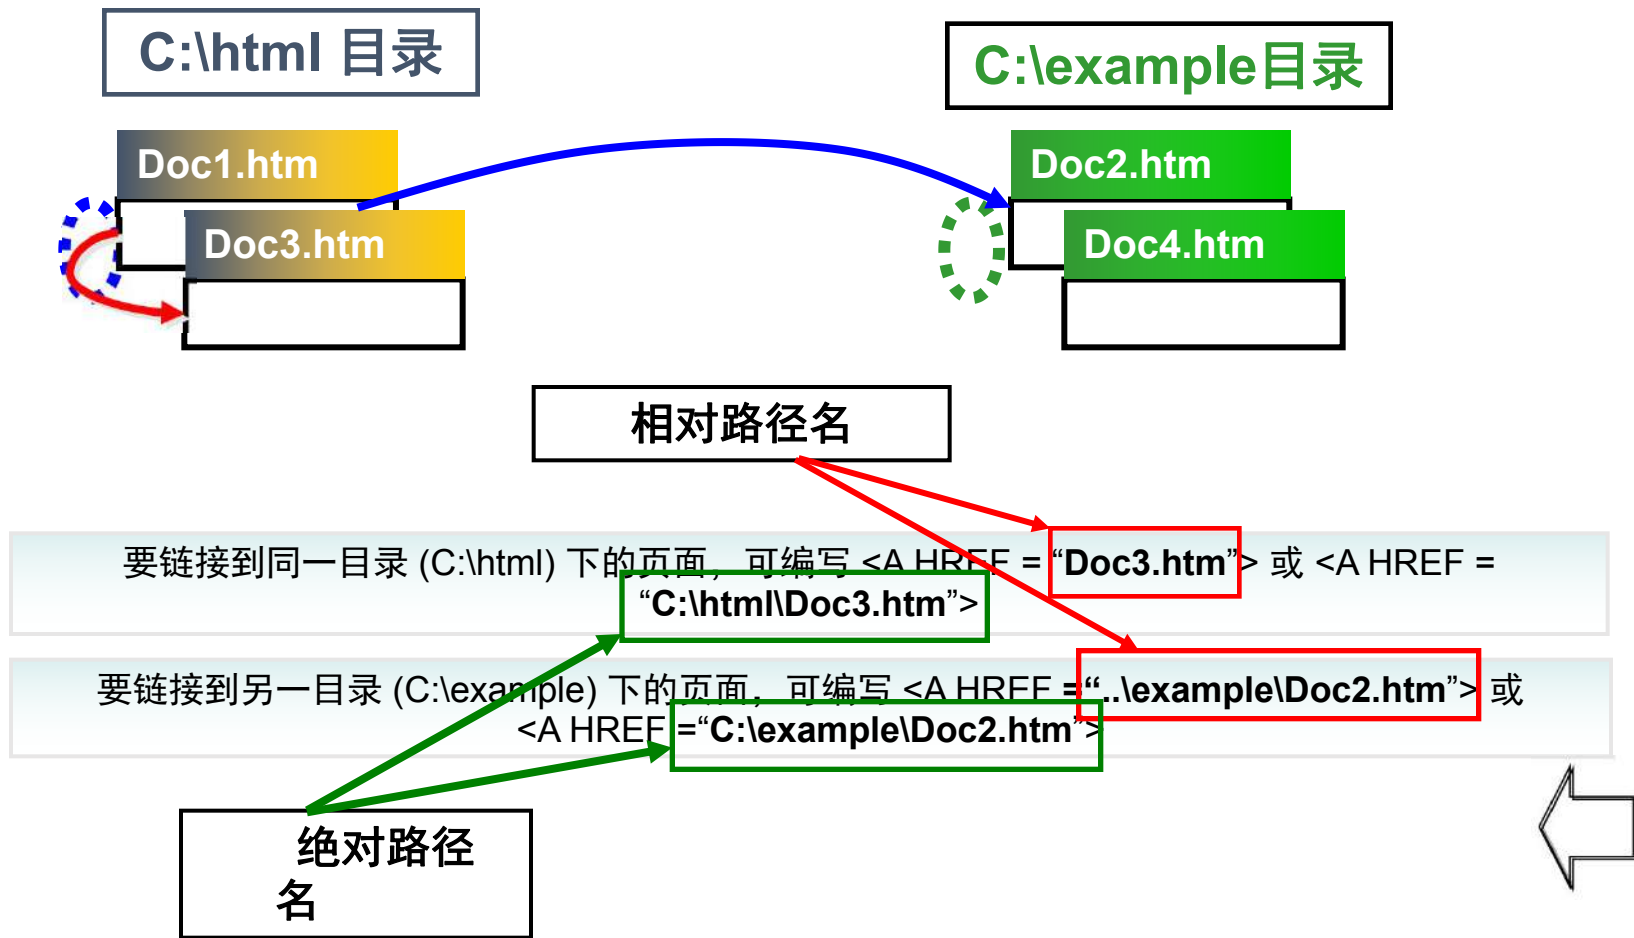 C:\html 目录
C:\example目录
Doc1.htm
Doc3.htm
Doc2.htm
Doc4.htm
相对路径名
要链接到同一目录 (C:\html) 下的页面，可编写 <A HREF = “Doc3.htm”> 或 <A HREF =
“C:\html\Doc3.htm”>
要链接到另一目录 (C:\example) 下的页面，可编写 <A HREF =“..\example\Doc2.htm”> 或
<A HREF =“C:\example\Doc2.htm”>
绝对路径
名